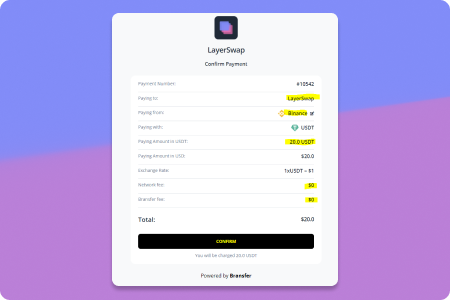 LayerSwap
Confirm Payment
Payment Number: #10542
Paying to: LayerSwap
Paying from: Binance
Paying with: USDT
Paying Amount in USDT: 20.0 USDT
Paying Amount in USD: $20.0
Exchange Rate: 1xUSDT = $1
Network fee: $0
Bransfer fee: $0
Total: $20.0
CONFIRM
You will be charged 20.0 USDT
Powered by Bransfer